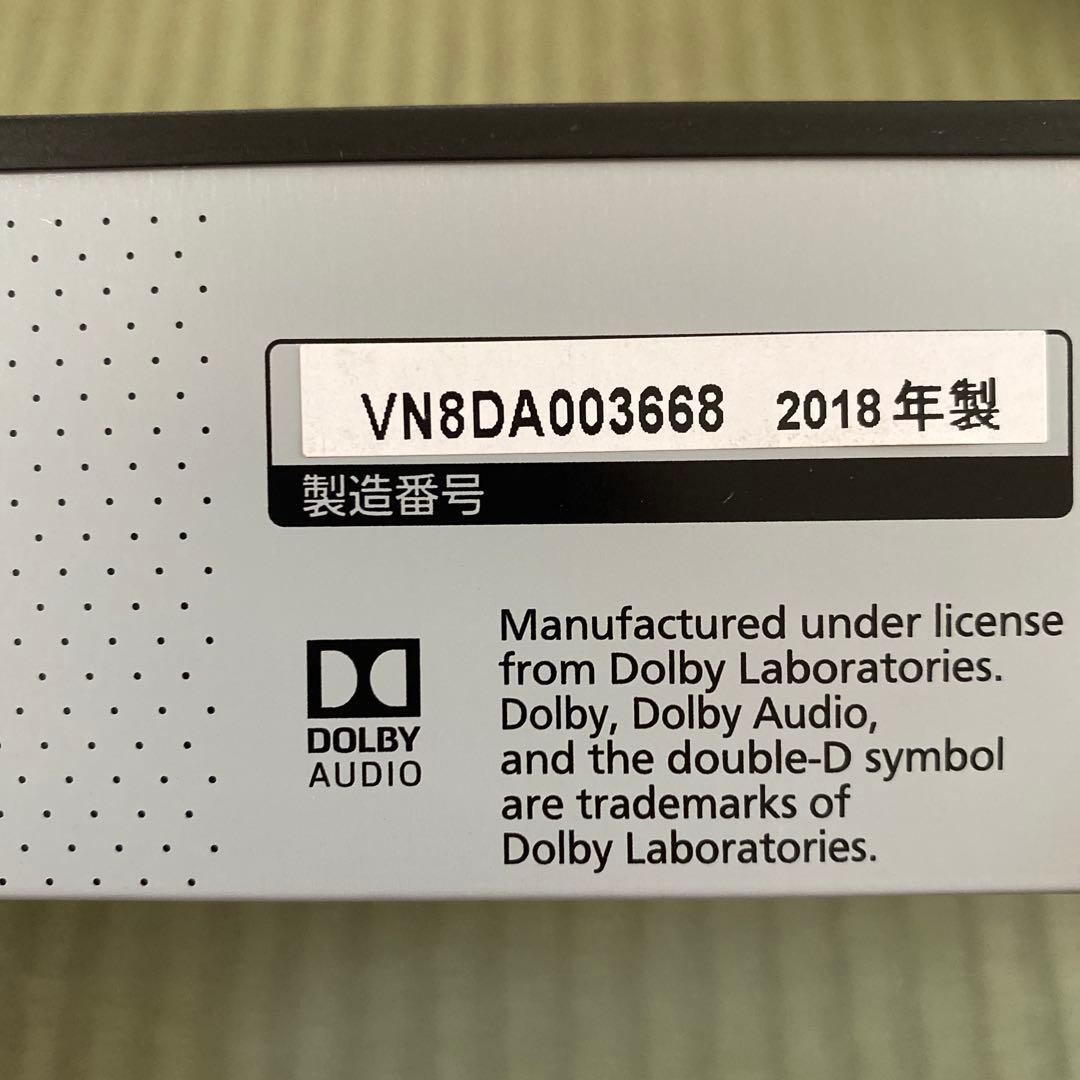 VN8DA003668 2018年製
製造番号
DOLBY
AUDIO
Manufactured under license
from Dolby Laboratories.
Dolby, Dolby Audio,
and the double-D symbol
are trademarks of
Dolby Laboratories.